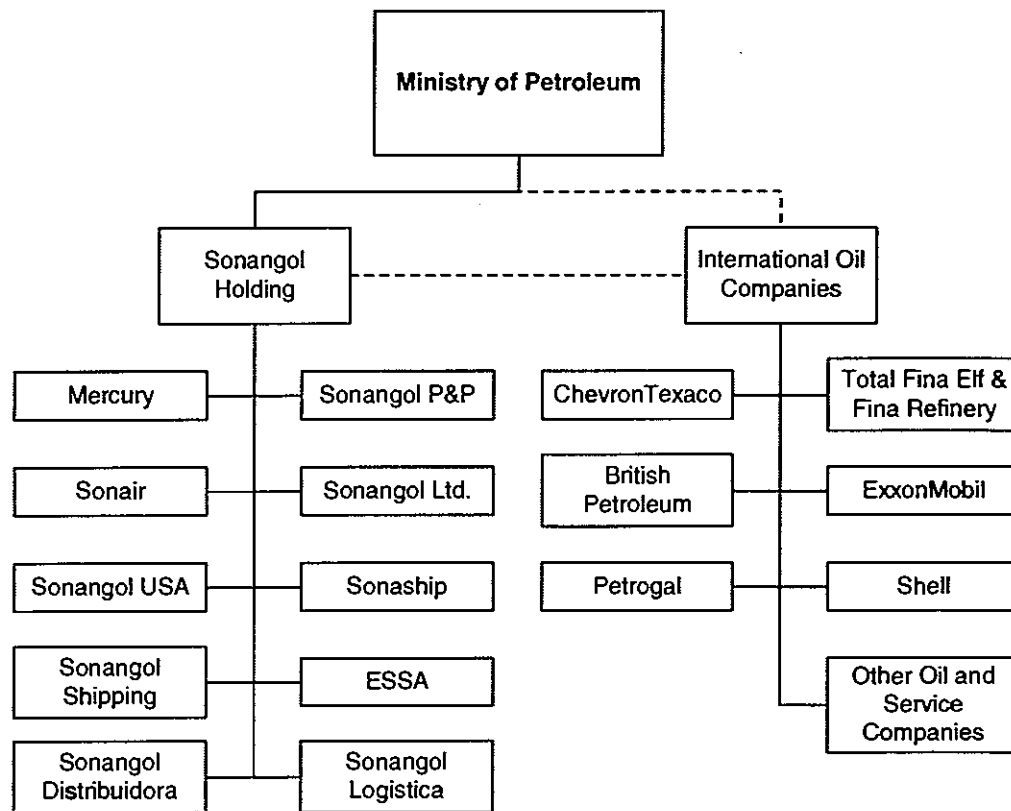 Ministry of Petroleum
Sonangol
Holding
International Oil
Companies
Mercury
Sonangol P&P
ChevronTexaco
Total Fina Elf &
Fina Refinery
Sonair
Sonangol Ltd.
British
Petroleum
ExxonMobil
Sonangol USA
Sonaship
Petrogal
Shell
Sonangol
Shipping
ESSA
Other Oil and
Service
Companies
Sonangol
Distribuidora
Sonangol
Logistica